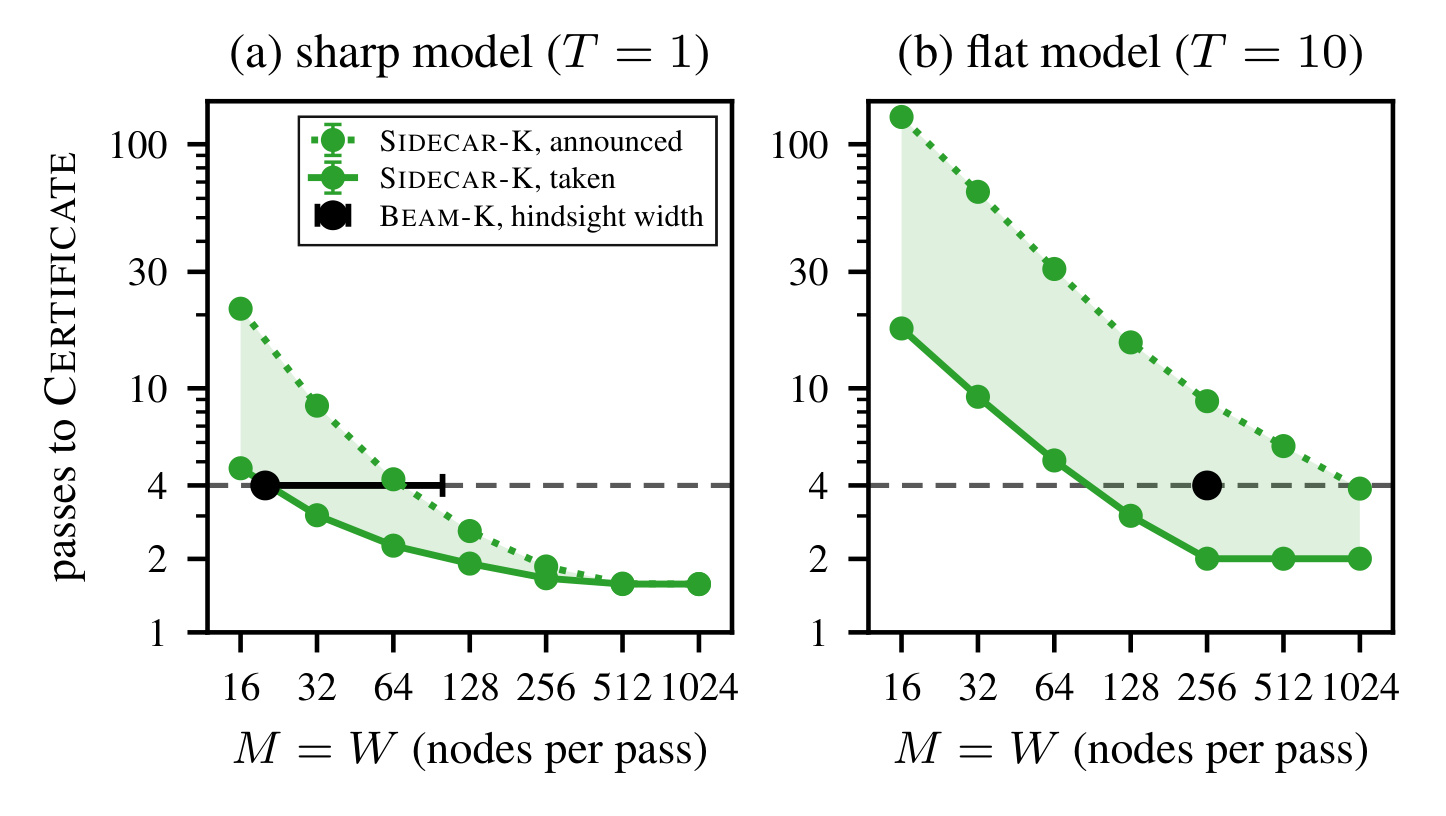 (a) sharp model (T = 1)
(b) flat model (T = 10)
SIDECAR-K, announced
SIDECAR-K, taken
BEAM-K, hindsight width
passes to CERTIFICATE
100
30
10
4
2
1
16 32 64 128 256 512 1024
M = W (nodes per pass)
100
30
10
4
2
1
16 32 64 128 256 512 1024
M = W (nodes per pass)